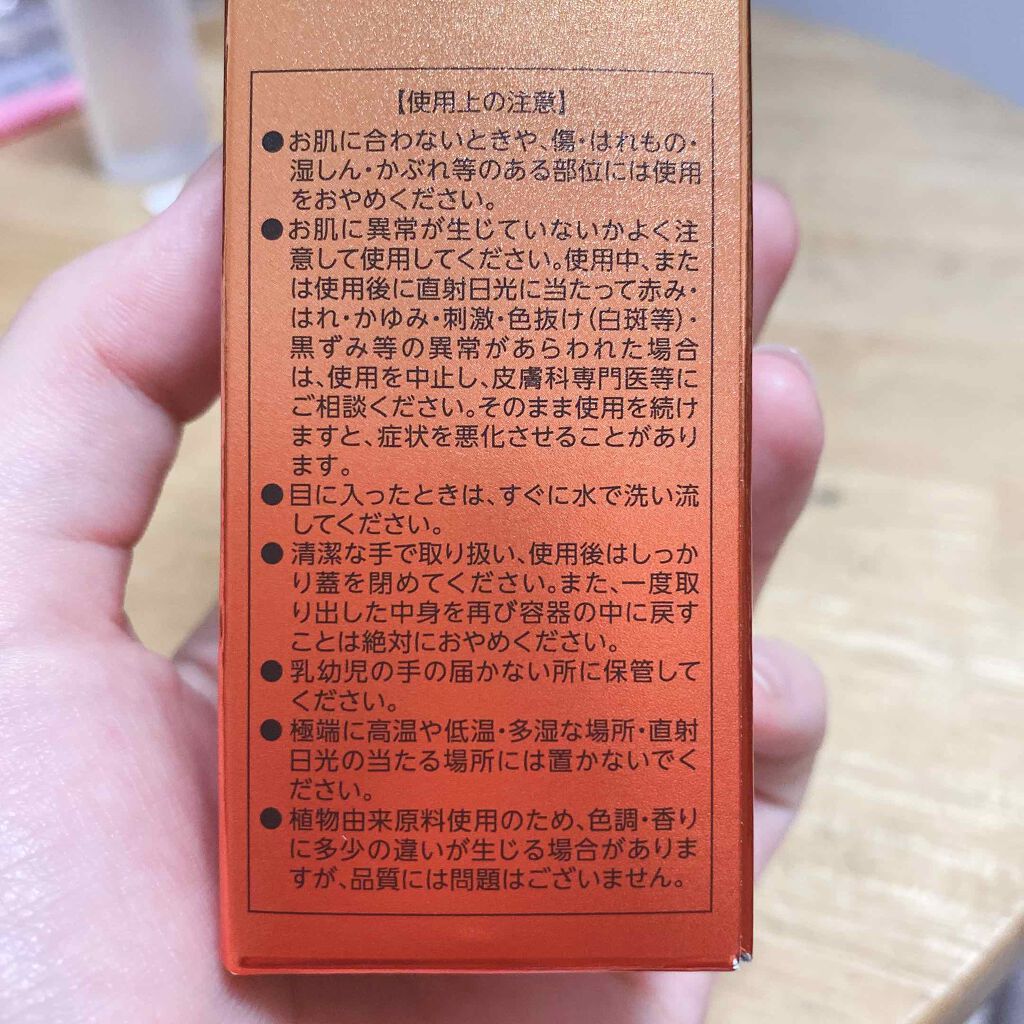 【使用上の注意】
●お肌に合わないときや、傷・はれもの・
湿しん・かぶれ等のある部位には使用
をおやめください。
●お肌に異常が生じていないかよく注
意して使用してください。使用中、また
は使用後に直射日光に当たって赤み・
はれ・かゆみ・刺激・色抜け(白斑等)・
黒ずみ等の異常があらわれた場合
は、使用を中止し、皮膚科専門医等に
ご相談ください。そのまま使用を続け
ますと、症状を悪化させることがあり
ます。
●目に入ったときは、すぐに水で洗い流
してください。
●清潔な手で取り扱い、使用後はしっか
り蓋を閉めてください。また、一度取
り出した中身を再び容器の中に戻す
ことは絶対におやめください。
●乳幼児の手の届かない所に保管して
ください。
●極端に高温や低温・多湿な場所・直射
日光の当たる場所には置かないでく
ださい。
●植物由来原料使用のため、色調・香り
に多少の違いが生じる場合がありま
すが、品質には問題はございません。